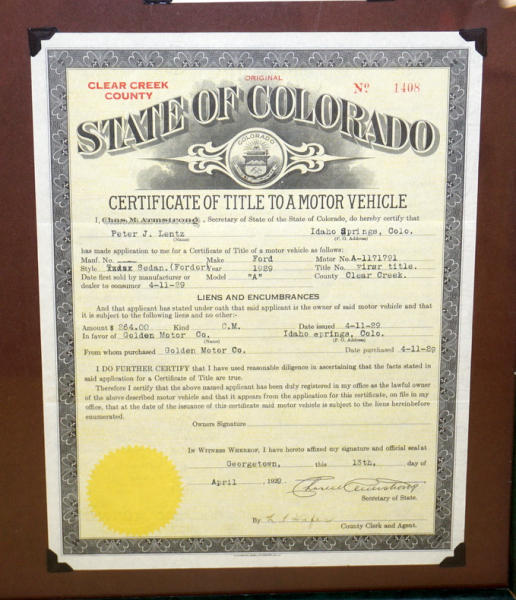 ORIGINAL
CLEAR CREEK
COUNTY
Nº 1408
STATE OF COLORADO
COLORADO
CERTIFICATE OF TITLE TO A MOTOR VEHICLE
I, Chas. M. Armstrong, Secretary of State of the State of Colorado, do hereby certify that
Peter J. Lentz Idaho Springs, Colo.
(Name) (P. O. Address)
has made application to me for a Certificate of Title of a motor vehicle as follows:
Manf. No. ---- Make Ford Motor No. A-1171791
Style Sedan.(Fordor) Year 1929 Title No. First title.
Date first sold by manufacturer or Model "A" County Clear Creek.
dealer to consumer 4-11-29
LIENS AND ENCUMBRANCES
And that applicant has stated under oath that said applicant is the owner of said motor vehicle and that
it is subject to the following liens and no other:-
Amount $ 264.00 Kind C.M. Date issued 4-11-29
In favor of Golden Motor Co. Idaho Springs, Colo.
(Name) (P. O. Address)
From whom purchased Golden Motor Co. Date purchased 4-11-29
I DO FURTHER CERTIFY that I have used reasonable diligence in ascertaining that the facts stated in
said application for a Certificate of Title are true.
Therefore I certify that the above named applicant has been duly registered in my office as the lawful owner
of the above described motor vehicle and that it appears from the application for this certificate, on file in my
office, that at the date of the issuance of this certificate said motor vehicle is subject to the liens hereinbefore
enumerated.
Owners Signature
IN WITNESS WHEREOF, I have hereto affixed my signature and official seal at
Georgetown, this 13th, day of
April , 1929. Charles M. Armstrong
Secretary of State.
By
County Clerk and Agent.